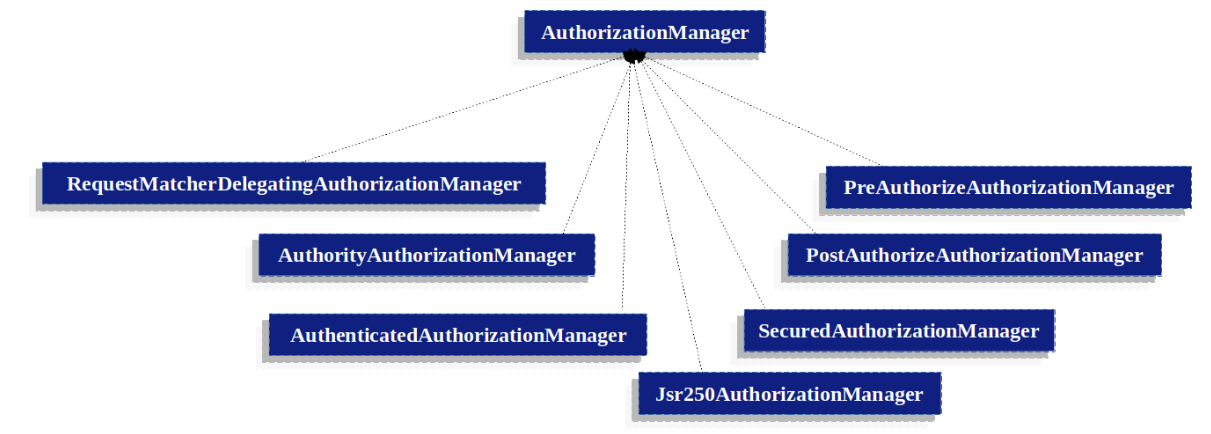 AuthorizationManager
RequestMatcherDelegatingAuthorizationManager
PreAuthorizeAuthorizationManager
AuthorityAuthorizationManager
PostAuthorizeAuthorizationManager
AuthenticatedAuthorizationManager
SecuredAuthorizationManager
Jsr250AuthorizationManager